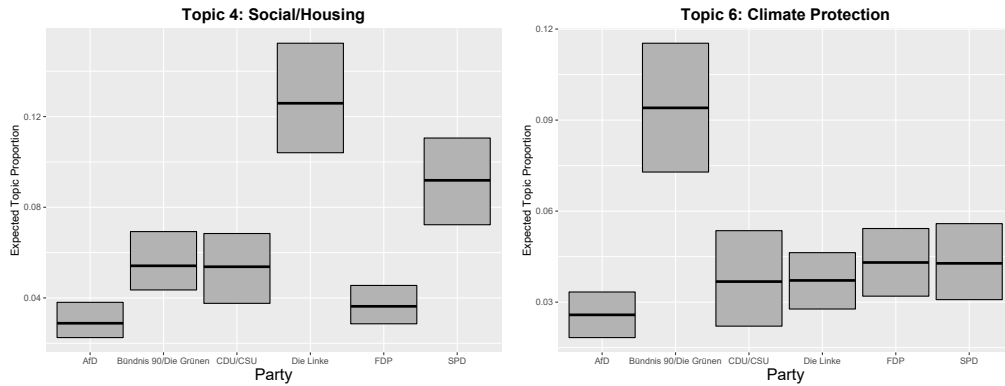 Topic 4: Social/Housing
Expected Topic Proportion
0.12
0.08
0.04
AfD Bündnis 90/Die Grünen CDU/CSU Die Linke FDP SPD
Party
Topic 6: Climate Protection
Expected Topic Proportion
0.12
0.09
0.06
0.03
AfD Bündnis 90/Die Grünen CDU/CSU Die Linke FDP SPD
Party